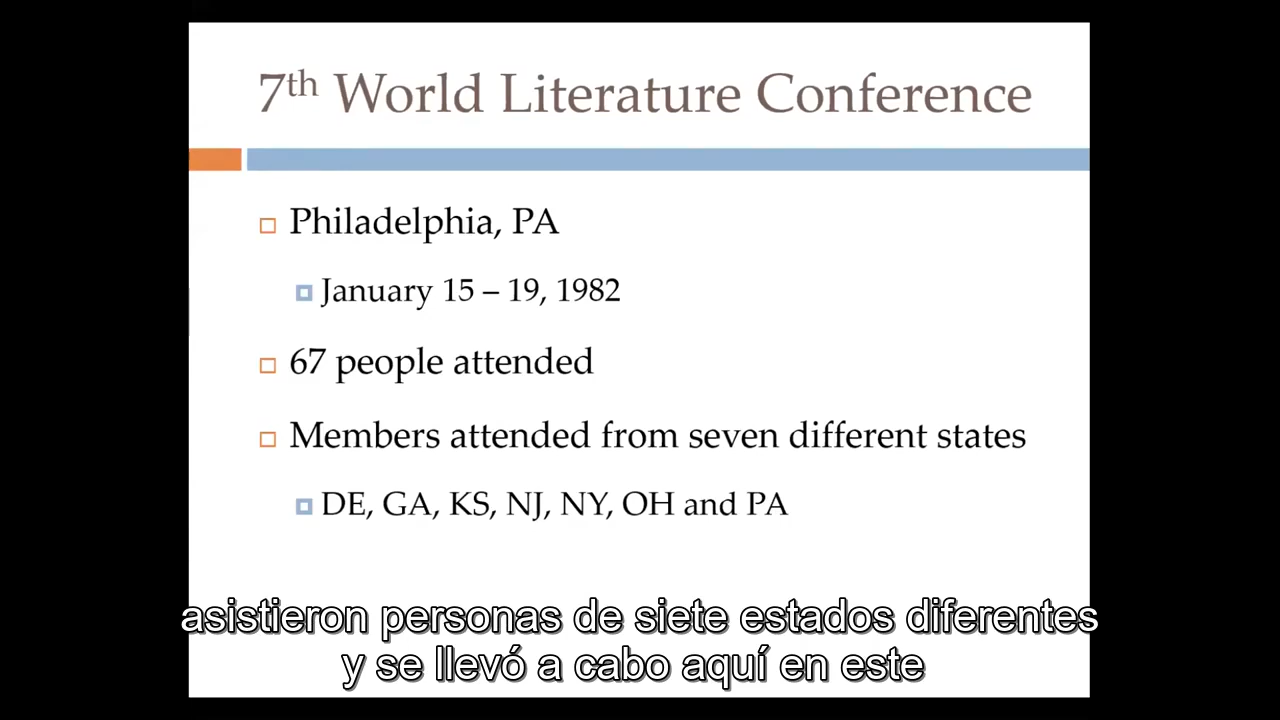 7th World Literature Conference
Philadelphia, PA
January 15 – 19, 1982
67 people attended
Members attended from seven different states
DE, GA, KS, NJ, NY, OH and PA
asistieron personas de siete estados diferentes
y se llevó a cabo aquí en este